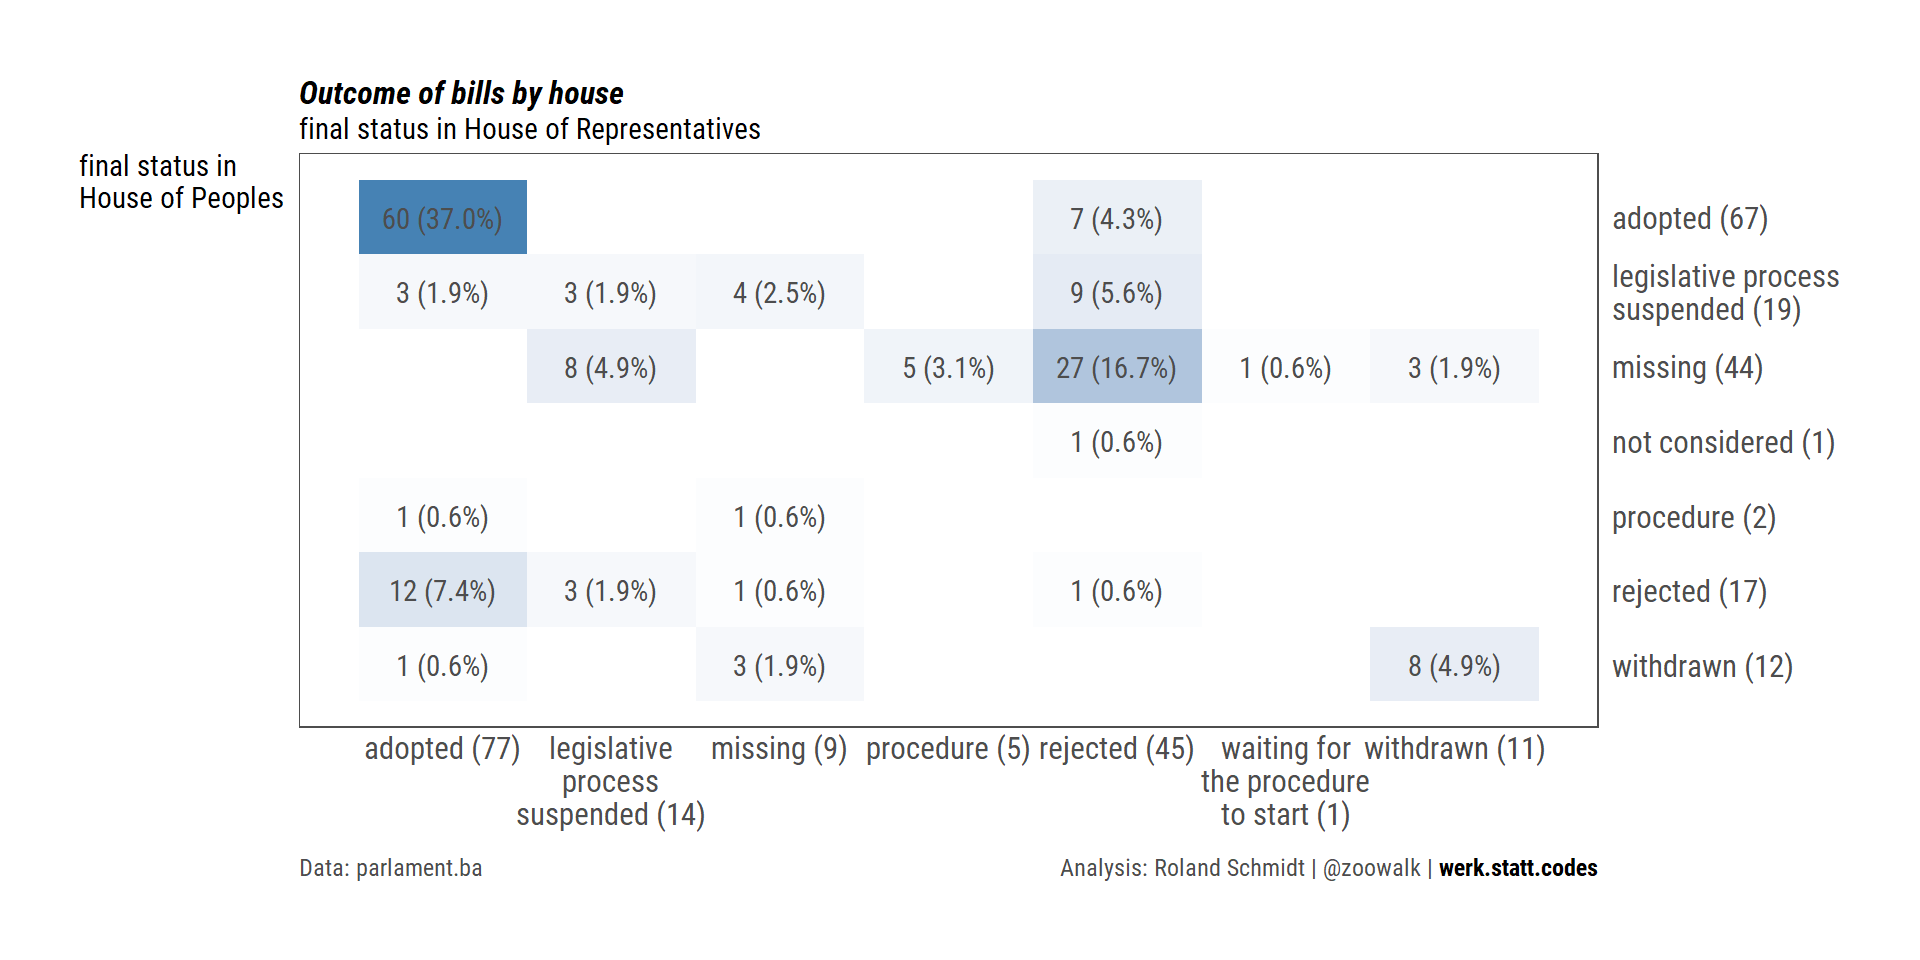 Outcome of bills by house
final status in House of Representatives
final status in
House of Peoples
60 (37.0%) 7 (4.3%) adopted (67)
3 (1.9%) 3 (1.9%) 4 (2.5%) 9 (5.6%) legislative process
suspended (19)
8 (4.9%) 5 (3.1%) 27 (16.7%) 1 (0.6%) 3 (1.9%) missing (44)
1 (0.6%) not considered (1)
1 (0.6%) 1 (0.6%) procedure (2)
12 (7.4%) 3 (1.9%) 1 (0.6%) 1 (0.6%) rejected (17)
1 (0.6%) 3 (1.9%) 8 (4.9%) withdrawn (12)
adopted (77) legislative missing (9) procedure (5) rejected (45) waiting for withdrawn (11)
process the procedure
suspended (14) to start (1)
Data: parlament.ba Analysis: Roland Schmidt | @zoowalk | werk.statt.codes